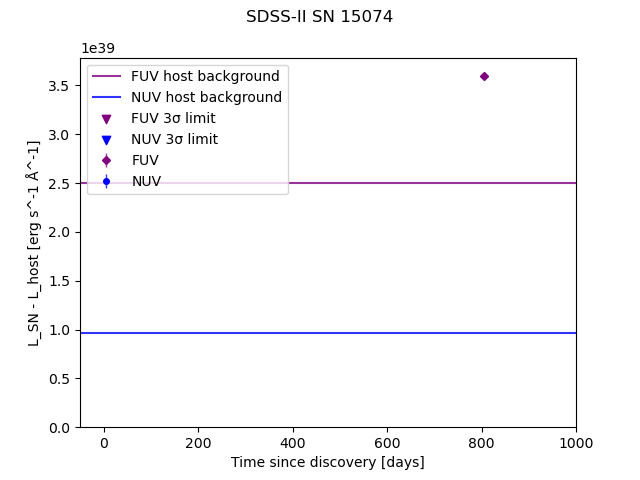 SDSS-II SN 15074
1e39
FUV host background
NUV host background
FUV 3σ limit
NUV 3σ limit
FUV
NUV
3.5
3.0
2.5
2.0
1.5
1.0
0.5
0.0
L_SN - L_host [erg s^-1 Å^-1]
0 200 400 600 800 1000
Time since discovery [days]